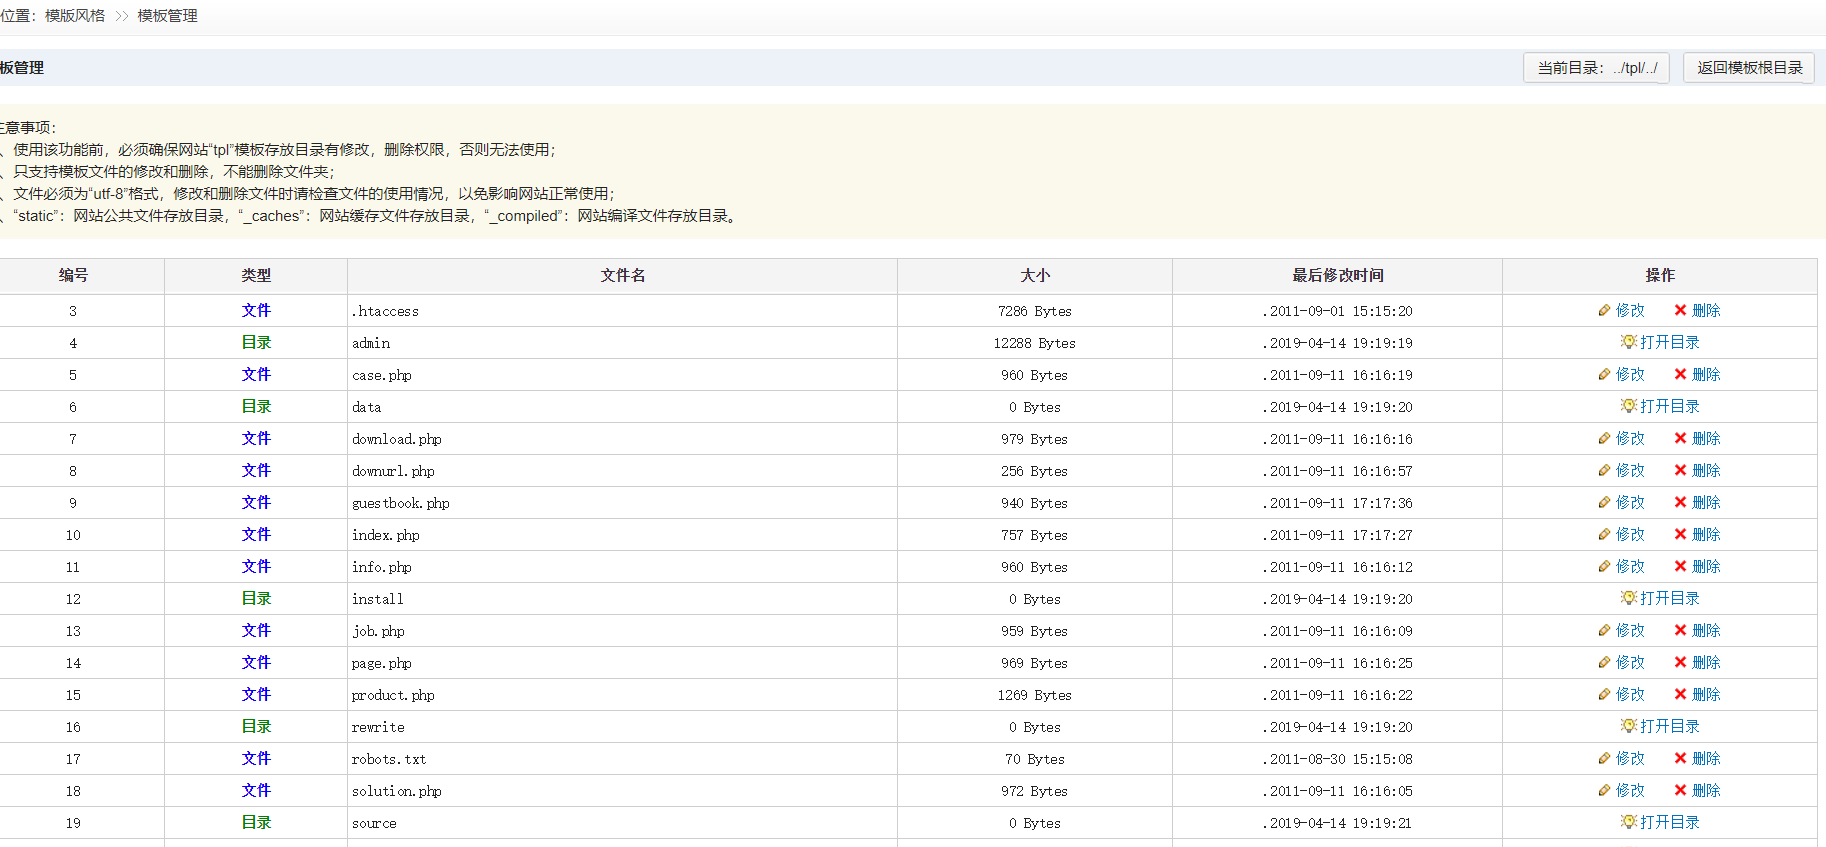 位置：模版风格 >> 模板管理
板管理 当前目录：../tpl/../ 返回模板根目录
注意事项：
、使用该功能前，必须确保网站“tpl”模板存放目录有修改，删除权限，否则无法使用；
、只支持模板文件的修改和删除，不能删除文件夹；
、文件必须为“utf-8”格式，修改和删除文件时请检查文件的使用情况，以免影响网站正常使用；
、“static”：网站公共文件存放目录，“_caches”：网站缓存文件存放目录，“_compiled”：网站编译文件存放目录。
编号 类型 文件名 大小 最后修改时间 操作
3 文件 .htaccess 7286 Bytes .2011-09-01 15:15:20 修改 删除
4 目录 admin 12288 Bytes .2019-04-14 19:19:19 打开目录
5 文件 case.php 960 Bytes .2011-09-11 16:16:19 修改 删除
6 目录 data 0 Bytes .2019-04-14 19:19:20 打开目录
7 文件 download.php 979 Bytes .2011-09-11 16:16:16 修改 删除
8 文件 downurl.php 256 Bytes .2011-09-11 16:16:57 修改 删除
9 文件 guestbook.php 940 Bytes .2011-09-11 17:17:36 修改 删除
10 文件 index.php 757 Bytes .2011-09-11 17:17:27 修改 删除
11 文件 info.php 960 Bytes .2011-09-11 16:16:12 修改 删除
12 目录 install 0 Bytes .2019-04-14 19:19:20 打开目录
13 文件 job.php 959 Bytes .2011-09-11 16:16:09 修改 删除
14 文件 page.php 969 Bytes .2011-09-11 16:16:25 修改 删除
15 文件 product.php 1269 Bytes .2011-09-11 16:16:22 修改 删除
16 目录 rewrite 0 Bytes .2019-04-14 19:19:20 打开目录
17 文件 robots.txt 70 Bytes .2011-08-30 15:15:08 修改 删除
18 文件 solution.php 972 Bytes .2011-09-11 16:16:05 修改 删除
19 目录 source 0 Bytes .2019-04-14 19:19:21 打开目录